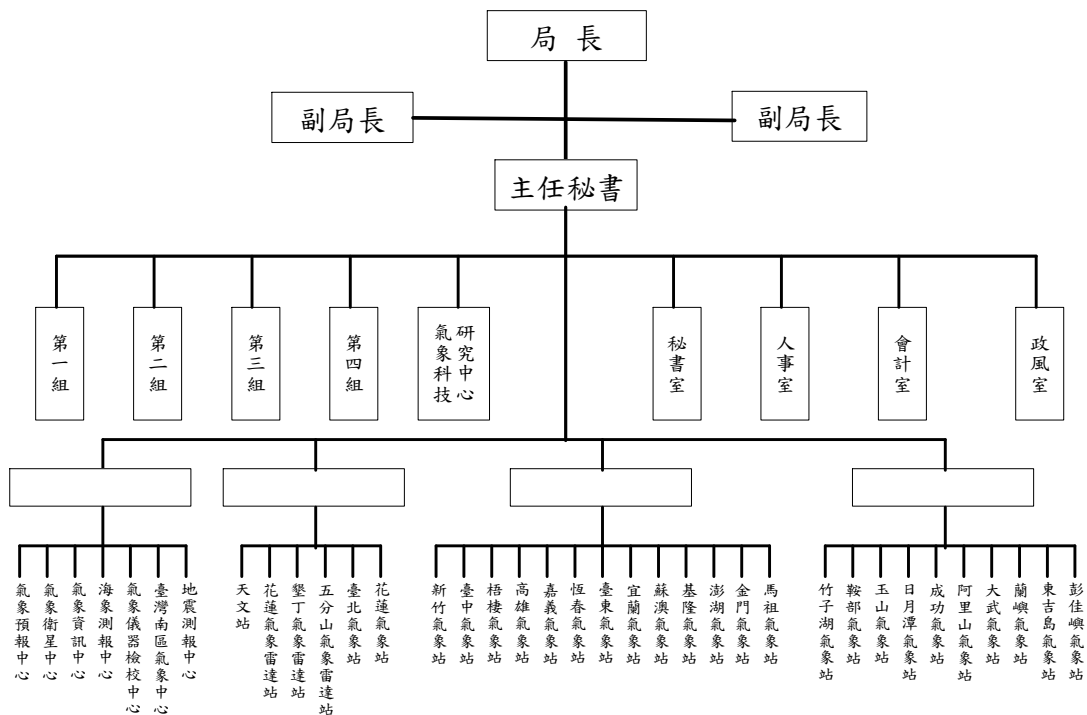 局長
副局長
副局長
主任秘書
第一組
第二組
第三組
第四組
氣象科技
研究中心
秘書室
人事室
會計室
政風室
氣象預報中心
氣象衛星中心
氣象資訊中心
海象測報中心
氣象儀器檢校中心
臺灣南區氣象中心
地震測報中心
天文站
花蓮氣象雷達站
墾丁氣象雷達站
五分山氣象雷達站
臺北氣象站
花蓮氣象站
新竹氣象站
臺中氣象站
梧棲氣象站
高雄氣象站
嘉義氣象站
恆春氣象站
臺東氣象站
宜蘭氣象站
蘇澳氣象站
基隆氣象站
澎湖氣象站
金門氣象站
馬祖氣象站
竹子湖氣象站
鞍部氣象站
玉山氣象站
日月潭氣象站
成功氣象站
阿里山氣象站
大武氣象站
蘭嶼氣象站
東吉島氣象站
彭佳嶼氣象站